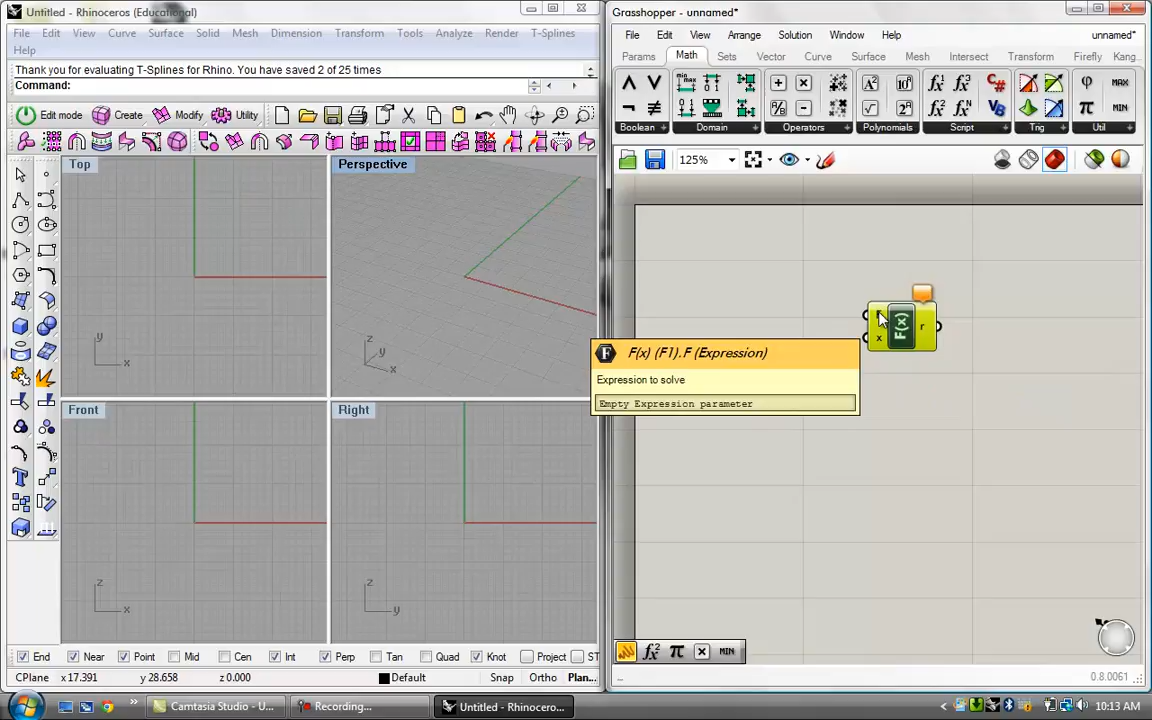 Untitled - Rhinoceros (Educational)
File Edit View Curve Surface Solid Mesh Dimension Transform Tools Analyze Render T-Splines
Help
Thank you for evaluating T-Splines for Rhino. You have saved 2 of 25 times
Command:
Edit mode Create Modify Utility
Top
Perspective
Front
Right
y
x
z
y
x
z
x
z
y
End Near Point Mid Cen Int Perp Tan Quad Knot Project ST
CPlane x 17.391 y 28.658 z 0.000 Default Snap Ortho Plan...
Grasshopper - unnamed*
File Edit View Arrange Solution Window Help unnamed*
Params Math Sets Vector Curve Surface Mesh Intersect Transform Firefly Kang
Boolean Domain Operators Polynomials Script Trig Util
125%
F(x)
x
r
F F(x) (F1).F (Expression)
Expression to solve
Empty Expression parameter
MIN
0.8.0061
Camtasia Studio - U... Recording... Untitled - Rhinocero... 10:13 AM